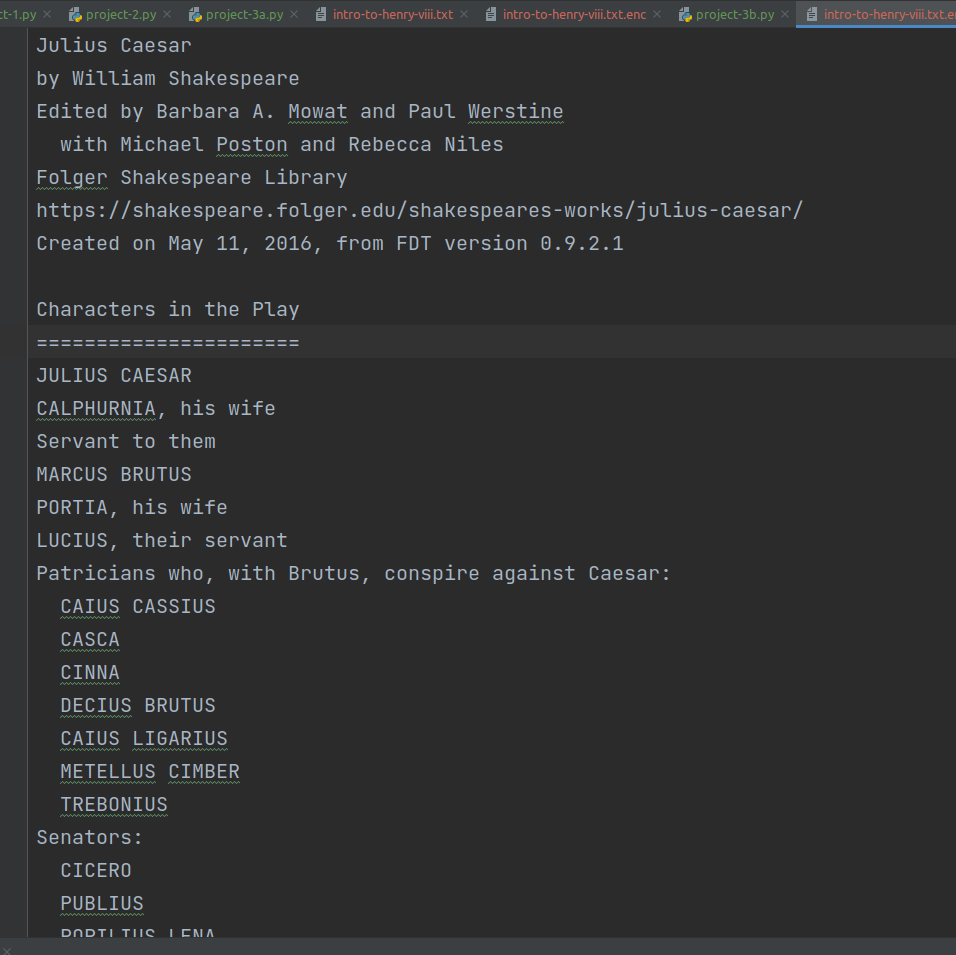 ct-1.py project-2.py project-3a.py intro-to-henry-viii.txt intro-to-henry-viii.txt.enc project-3b.py intro-to-henry-viii.txt.en
Julius Caesar
by William Shakespeare
Edited by Barbara A. Mowat and Paul Werstine
  with Michael Poston and Rebecca Niles
Folger Shakespeare Library
https://shakespeare.folger.edu/shakespeares-works/julius-caesar/
Created on May 11, 2016, from FDT version 0.9.2.1

Characters in the Play
======================
JULIUS CAESAR
CALPHURNIA, his wife
Servant to them
MARCUS BRUTUS
PORTIA, his wife
LUCIUS, their servant
Patricians who, with Brutus, conspire against Caesar:
  CAIUS CASSIUS
  CASCA
  CINNA
  DECIUS BRUTUS
  CAIUS LIGARIUS
  METELLUS CIMBER
  TREBONIUS
Senators:
  CICERO
  PUBLIUS
  POPILIUS LENA